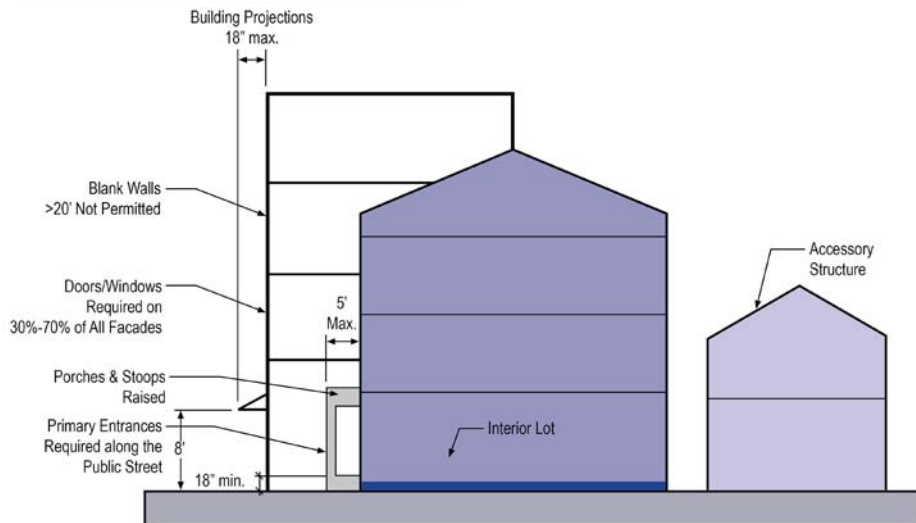 Building Projections
18” max.
Blank Walls
>20’ Not Permitted
Doors/Windows
Required on
30%-70% of All Facades
5’
Max.
Accessory
Structure
Porches & Stoops
Raised
Primary Entrances
Required along the
Public Street
8’
18” min.
Interior Lot